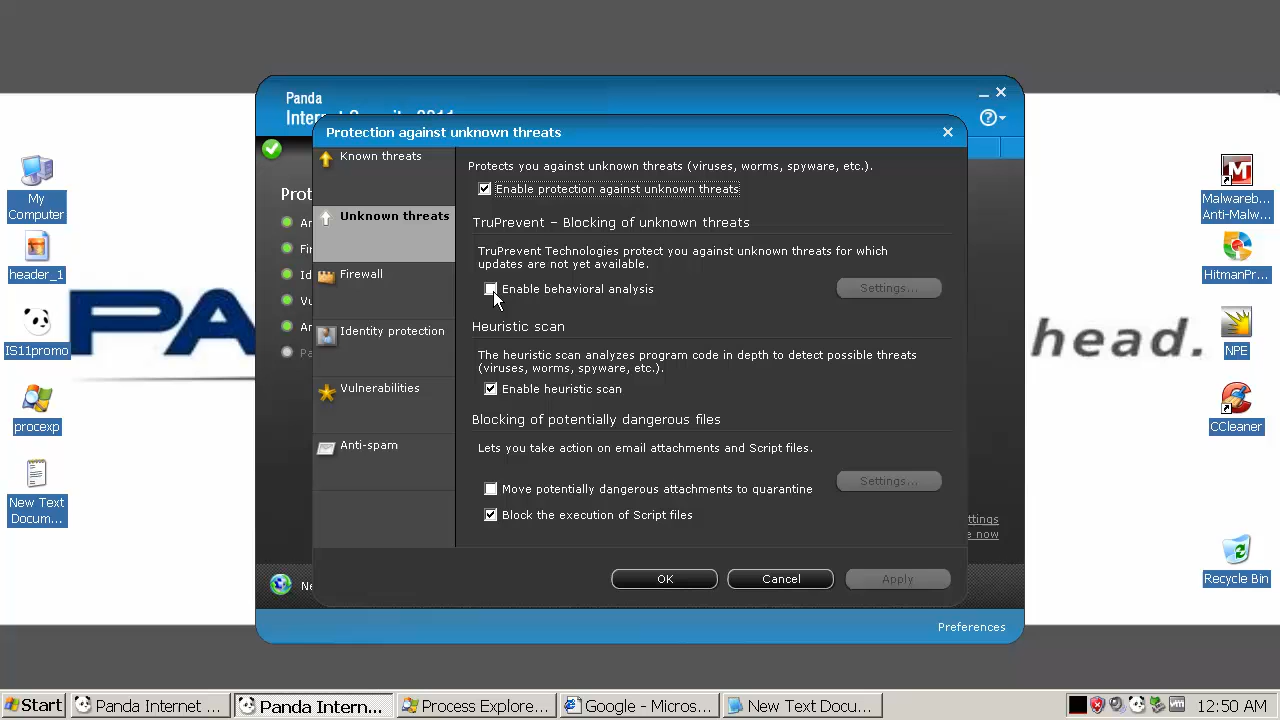 Panda
Protection against unknown threats
Known threats
Unknown threats
Firewall
Identity protection
Vulnerabilities
Anti-spam
Protects you against unknown threats (viruses, worms, spyware, etc.).
Enable protection against unknown threats
TruPrevent - Blocking of unknown threats
TruPrevent Technologies protect you against unknown threats for which
updates are not yet available.
Enable behavioral analysis
Settings...
Heuristic scan
The heuristic scan analyzes program code in depth to detect possible threats
(viruses, worms, spyware, etc.).
Enable heuristic scan
Blocking of potentially dangerous files
Lets you take action on email attachments and Script files.
Settings...
Move potentially dangerous attachments to quarantine
Block the execution of Script files
OK
Cancel
Apply
Preferences
My
Computer
header_1
IS11promo
procexp
New Text
Docum...
head.
Malwareb...
Anti-Malw...
HitmanPr...
NPE
CCleaner
Recycle Bin
Start
Panda Internet ...
Panda Intern...
Process Explore...
Google - Micros...
New Text Docu...
12:50 AM